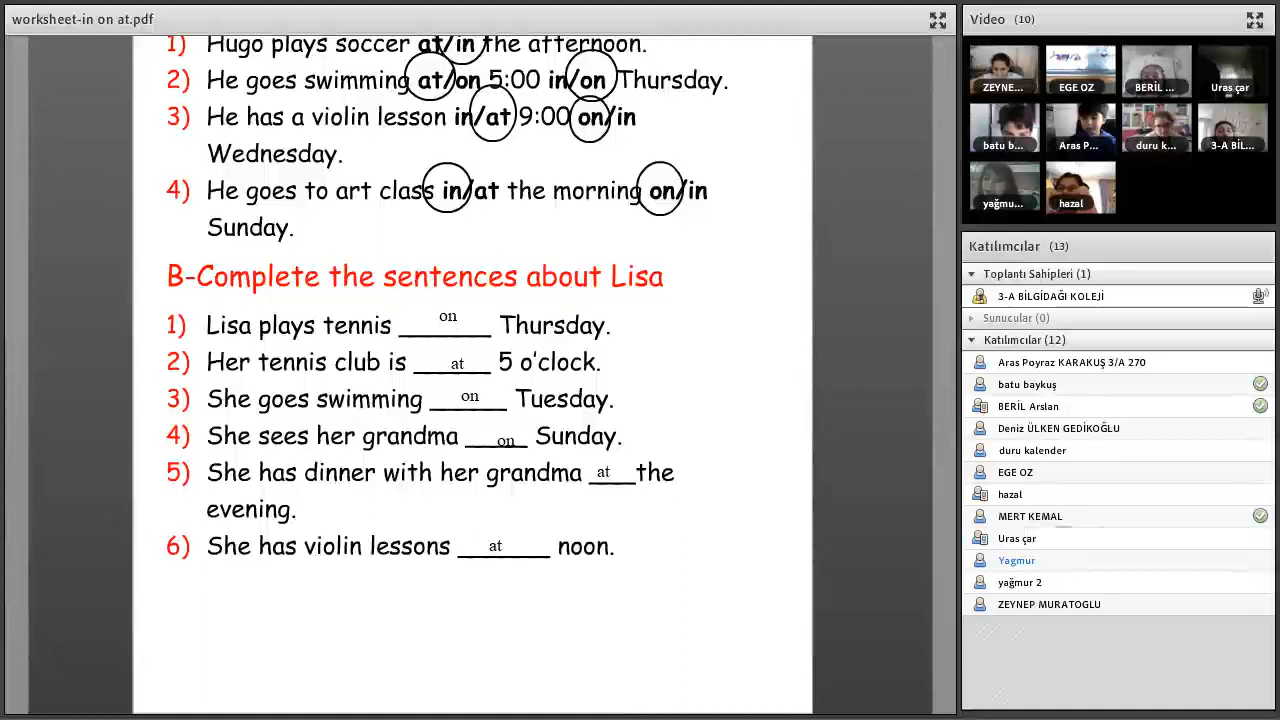 worksheet-in on at.pdf
1) Hugo plays soccer at/in the afternoon.
2) He goes swimming at/on 5:00 in/on Thursday.
3) He has a violin lesson in/at 9:00 on/in
Wednesday.
4) He goes to art class in/at the morning on/in
Sunday.
B-Complete the sentences about Lisa
1) Lisa plays tennis on Thursday.
2) Her tennis club is at 5 o'clock.
3) She goes swimming on Tuesday.
4) She sees her grandma on Sunday.
5) She has dinner with her grandma at the
evening.
6) She has violin lessons at noon.
Video (10)
ZEYNE... EGE OZ BERİL ... Uras çar
batu b... Aras P... duru k... 3-A BİL...
yağmu... hazal
Katılımcılar (13)
Toplantı Sahipleri (1)
3-A BİLGİDAĞI KOLEJİ
Sunucular (0)
Katılımcılar (12)
Aras Poyraz KARAKUŞ 3/A 270
batu baykuş
BERİL Arslan
Deniz ÜLKEN GEDİKOĞLU
duru kalender
EGE OZ
hazal
MERT KEMAL
Uras çar
Yagmur
yağmur 2
ZEYNEP MURATOGLU